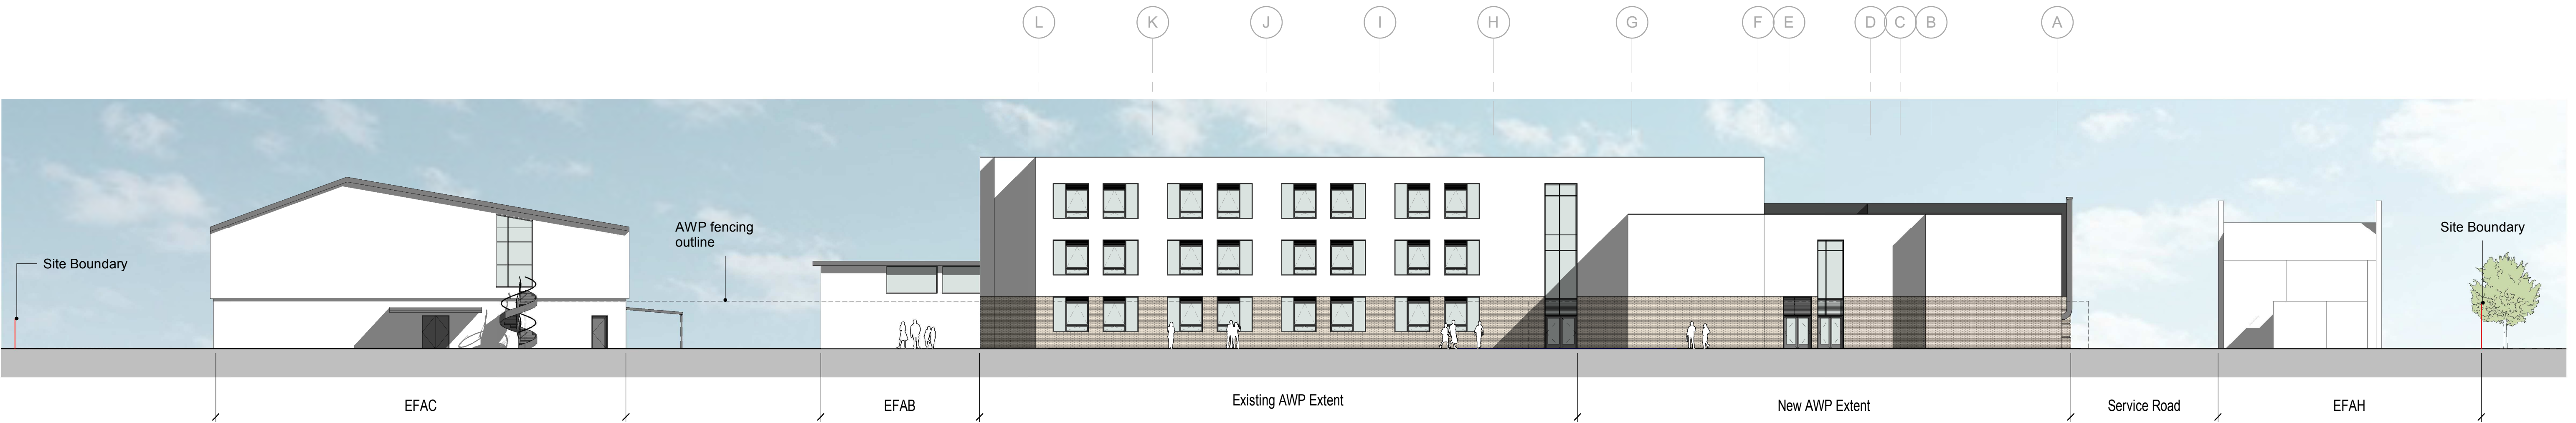 L K J I H G F E D C B A
AWP fencing
outline
Site Boundary
Site Boundary
EFAC
EFAB
Existing AWP Extent
New AWP Extent
Service Road
EFAH